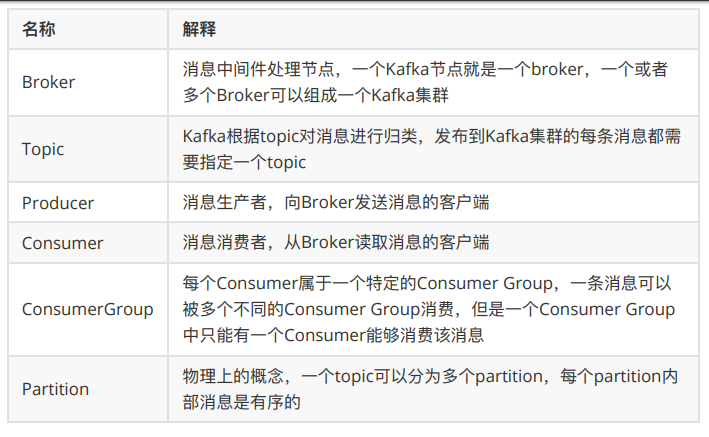 名称 解释
Broker
消息中间件处理节点，一个Kafka节点就是一个broker，一个或者
多个Broker可以组成一个Kafka集群
Topic
Kafka根据topic对消息进行归类，发布到Kafka集群的每条消息都需
要指定一个topic
Producer 消息生产者，向Broker发送消息的客户端
Consumer 消息消费者，从Broker读取消息的客户端
ConsumerGroup
每个Consumer属于一个特定的Consumer Group，一条消息可以
被多个不同的Consumer Group消费，但是一个Consumer Group
中只能有一个Consumer能够消费该消息
Partition
物理上的概念，一个topic可以分为多个partition，每个partition内
部消息是有序的